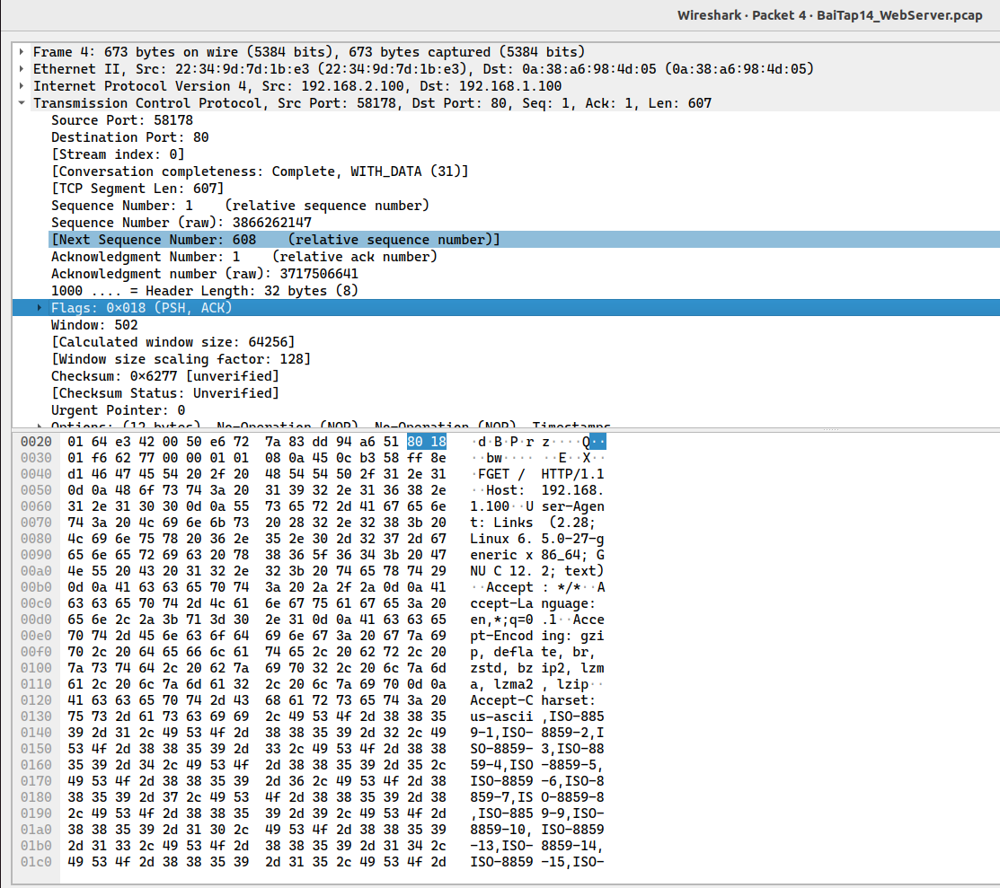 Wireshark · Packet 4 · BaiTap14_WebServer.pcap
Frame 4: 673 bytes on wire (5384 bits), 673 bytes captured (5384 bits)
Ethernet II, Src: 22:34:9d:7d:1b:e3 (22:34:9d:7d:1b:e3), Dst: 0a:38:a6:98:4d:05 (0a:38:a6:98:4d:05)
Internet Protocol Version 4, Src: 192.168.2.100, Dst: 192.168.1.100
Transmission Control Protocol, Src Port: 58178, Dst Port: 80, Seq: 1, Ack: 1, Len: 607
Source Port: 58178
Destination Port: 80
[Stream index: 0]
[Conversation completeness: Complete, WITH_DATA (31)]
[TCP Segment Len: 607]
Sequence Number: 1    (relative sequence number)
Sequence Number (raw): 3866262147
[Next Sequence Number: 608    (relative sequence number)]
Acknowledgment Number: 1    (relative ack number)
Acknowledgment number (raw): 3717506641
1000 .... = Header Length: 32 bytes (8)
Flags: 0×018 (PSH, ACK)
Window: 502
[Calculated window size: 64256]
[Window size scaling factor: 128]
Checksum: 0×6277 [unverified]
[Checksum Status: Unverified]
Urgent Pointer: 0
Options: (12 bytes), No-Operation (NOP), No-Operation (NOP), Timestamps
0020  01 64 e3 42 00 50 e6 72  7a 83 dd 94 a6 51 80 18  ·d·B·P·r z····Q··
0030  01 f6 62 77 00 00 01 01  08 0a 45 0c b3 58 ff 8e  ··bw···· ··E··X··
0040  d1 46 47 45 54 20 2f 20  48 54 54 50 2f 31 2e 31  ·FGET / HTTP/1.1
0050  0d 0a 48 6f 73 74 3a 20  31 39 32 2e 31 36 38 2e  ··Host: 192.168.
0060  31 2e 31 30 30 0d 0a 55  73 65 72 2d 41 67 65 6e  1.100··U ser-Agen
0070  74 3a 20 4c 69 6e 6b 73  20 28 32 2e 32 38 3b 20  t: Links (2.28;
0080  4c 69 6e 75 78 20 36 2e  35 2e 30 2d 32 37 2d 67  Linux 6. 5.0-27-g
0090  65 6e 65 72 69 63 20 78  38 36 5f 36 34 3b 20 47  eneric x 86_64; G
00a0  4e 55 20 43 20 31 32 2e  32 3b 20 74 65 78 74 29  NU C 12. 2; text)
00b0  0d 0a 41 63 63 65 70 74  3a 20 2a 2f 2a 0d 0a 41  ··Accept : */*··A
00c0  63 63 65 70 74 2d 4c 61  6e 67 75 61 67 65 3a 20  ccept-La nguage:
00d0  65 6e 2c 2a 3b 71 3d 30  2e 31 0d 0a 41 63 63 65  en,*;q=0 .1··Acce
00e0  70 74 2d 45 6e 63 6f 64  69 6e 67 3a 20 67 7a 69  pt-Encod ing: gzi
00f0  70 2c 20 64 65 66 6c 61  74 65 2c 20 62 72 2c 20  p, defla te, br,
0100  7a 73 74 64 2c 20 62 7a  69 70 32 2c 20 6c 7a 6d  zstd, bz ip2, lzm
0110  61 2c 20 6c 7a 6d 61 32  2c 20 6c 7a 69 70 0d 0a  a, lzma2 , lzip··
0120  41 63 63 65 70 74 2d 43  68 61 72 73 65 74 3a 20  Accept-C harset:
0130  75 73 2d 61 73 63 69 69  2c 49 53 4f 2d 38 38 35  us-ascii ,ISO-885
0140  39 2d 31 2c 49 53 4f 2d  38 38 35 39 2d 32 2c 49  9-1,ISO- 8859-2,I
0150  53 4f 2d 38 38 35 39 2d  33 2c 49 53 4f 2d 38 38  SO-8859- 3,ISO-88
0160  35 39 2d 34 2c 49 53 4f  2d 38 38 35 39 2d 35 2c  59-4,ISO -8859-5,
0170  49 53 4f 2d 38 38 35 39  2d 36 2c 49 53 4f 2d 38  ISO-8859 -6,ISO-8
0180  38 35 39 2d 37 2c 49 53  4f 2d 38 38 35 39 2d 38  859-7,IS O-8859-8
0190  2c 49 53 4f 2d 38 38 35  39 2d 39 2c 49 53 4f 2d  ,ISO-885 9-9,ISO-
01a0  38 38 35 39 2d 31 30 2c  49 53 4f 2d 38 38 35 39  8859-10, ISO-8859
01b0  2d 31 33 2c 49 53 4f 2d  38 38 35 39 2d 31 34 2c  -13,ISO- 8859-14,
01c0  49 53 4f 2d 38 38 35 39  2d 31 35 2c 49 53 4f 2d  ISO-8859 -15,ISO-